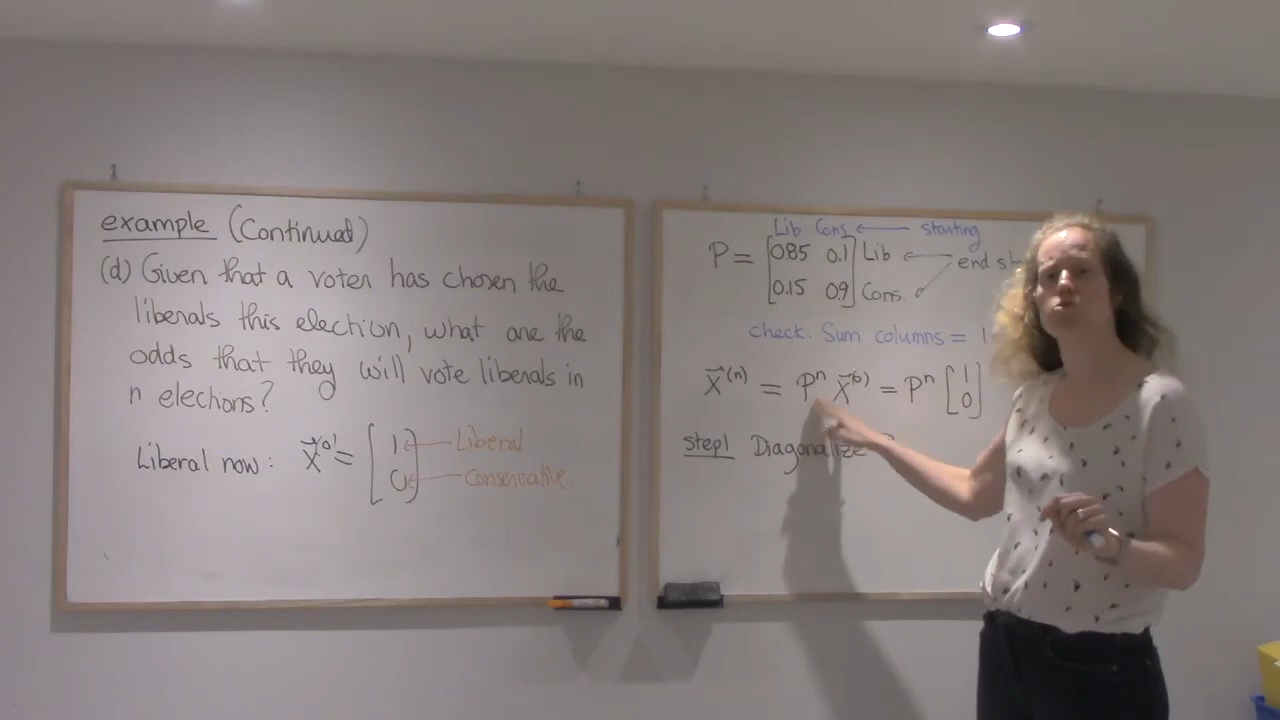 example (Continued)
(d) Given that a voter has chosen the
liberals this election, what are the
odds that they will vote liberals in
n elections?
Liberal now: X⃗⁽⁰⁾ = [1 0]
Liberal
Conservative
Lib Cons ← starting
P = [0.85 0.1 Lib ← end st
0.15 0.9] Cons.
check: Sum columns = 1
X⃗⁽ⁿ⁾ = Pⁿ X⃗⁽⁰⁾ = Pⁿ [1 0]
Step1 Diagonalize